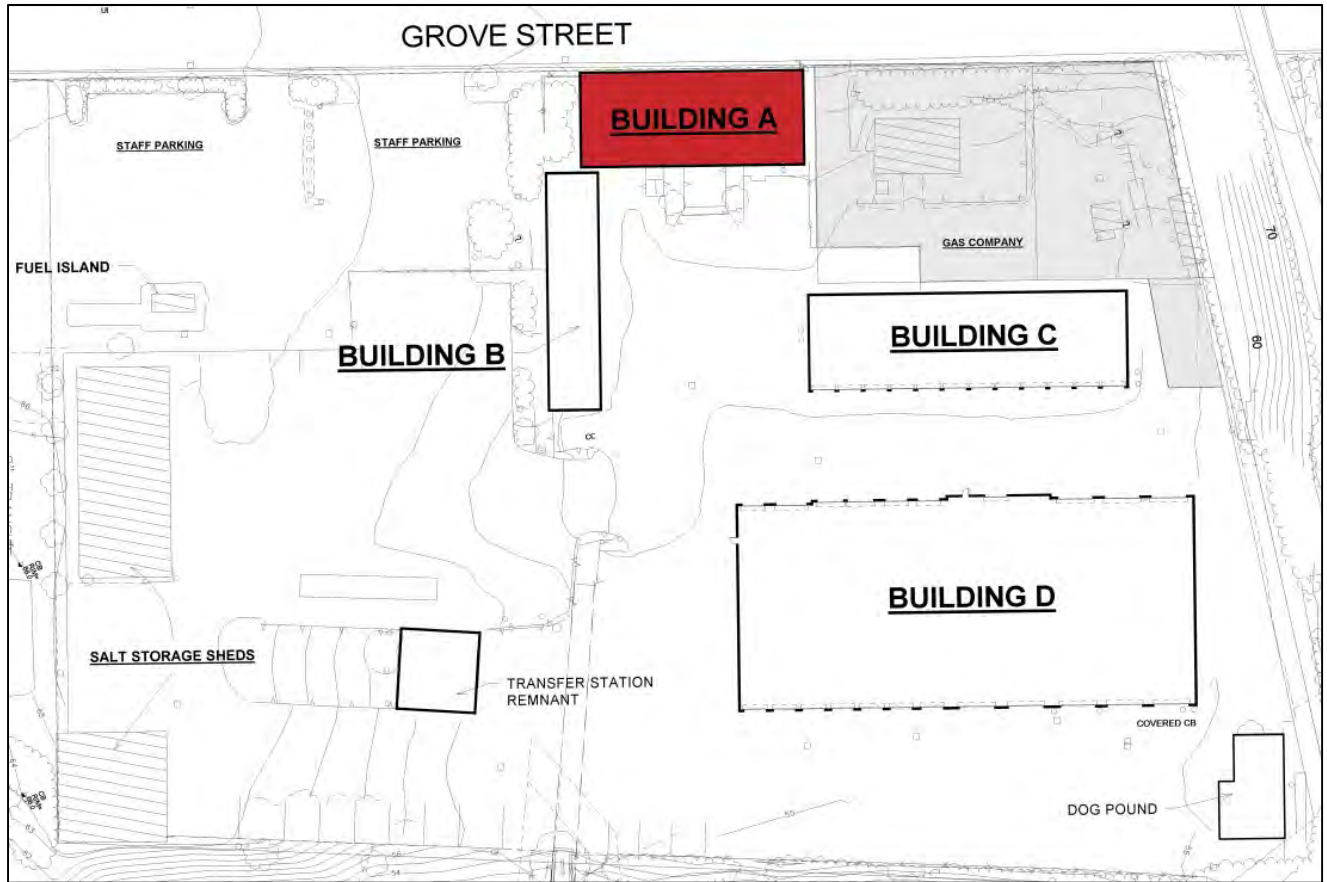 GROVE STREET
BUILDING A
STAFF PARKING
STAFF PARKING
GAS COMPANY
70
FUEL ISLAND
BUILDING B
BUILDING C
60
BUILDING D
SALT STORAGE SHEDS
TRANSFER STATION
REMNANT
COVERED CB
DOG POUND
55